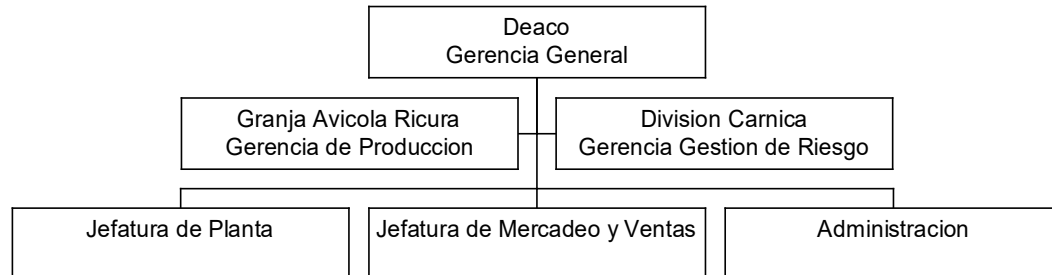 Deaco
Gerencia General
Granja Avicola Ricura
Gerencia de Produccion
Division Carnica
Gerencia Gestion de Riesgo
Jefatura de Planta
Jefatura de Mercadeo y Ventas
Administracion